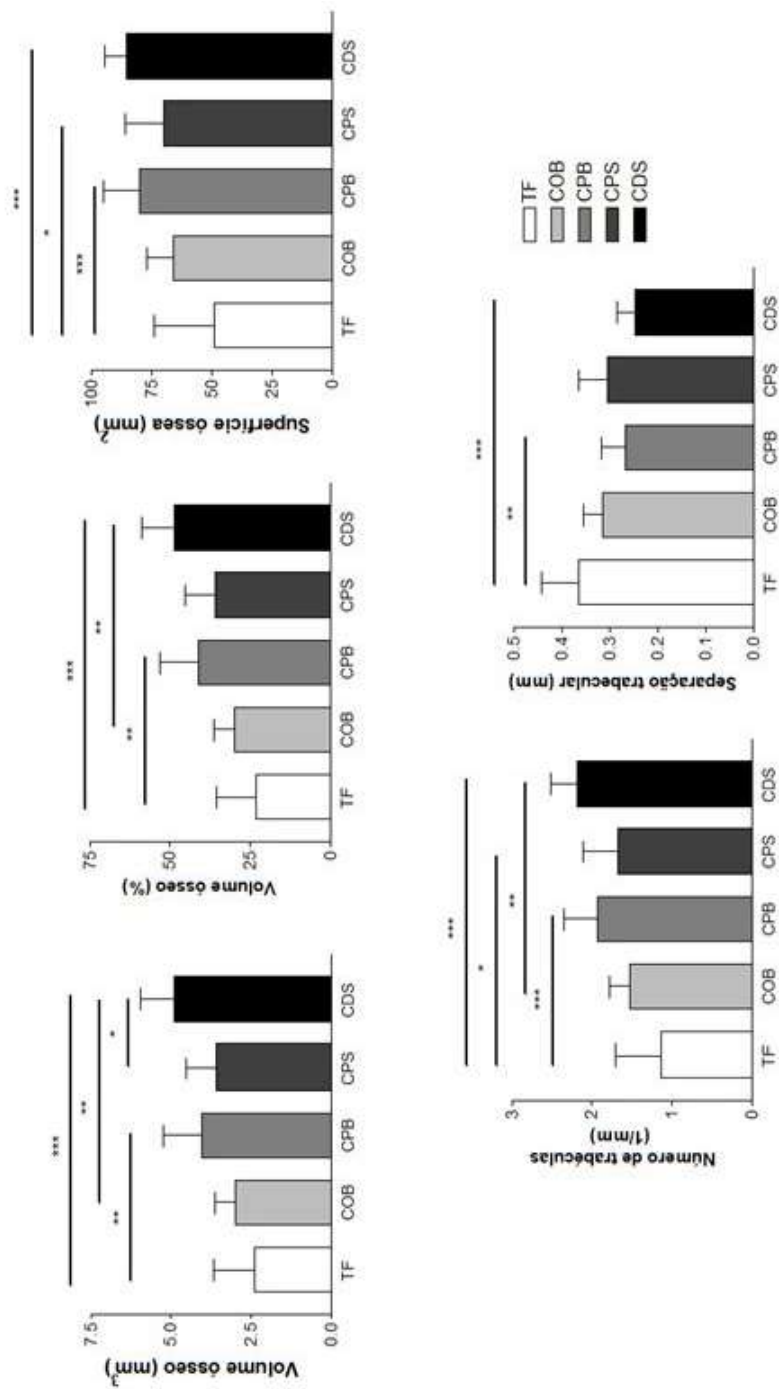 Volume ósseo (mm3)
7.5
5.0
2.5
0.0
***
**
**
*
TF
COB
CPB
CPS
CDS
Volume ósseo (%)
75
50
25
0
***
**
**
TF
COB
CPB
CPS
CDS
Superfície óssea (mm2)
100
75
50
25
0
***
*
***
TF
COB
CPB
CPS
CDS
Número de trabéculas
(1/mm)
3
2
1
0
***
*
**
***
TF
COB
CPB
CPS
CDS
Separação trabecular (mm)
0.5
0.4
0.3
0.2
0.1
0.0
***
**
TF
COB
CPB
CPS
CDS
TF
COB
CPB
CPS
CDS